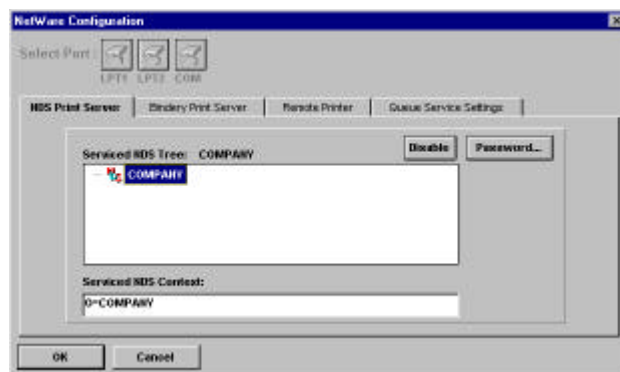 NetWare Configuration
Select Port:
LPT1 LPT2 COM
NDS Print Server Bindery Print Server Remote Printer Queue Service Settings
Serviced NDS Tree: COMPANY Disable Password...
COMPANY
Serviced NDS Context:
O=COMPANY
OK Cancel